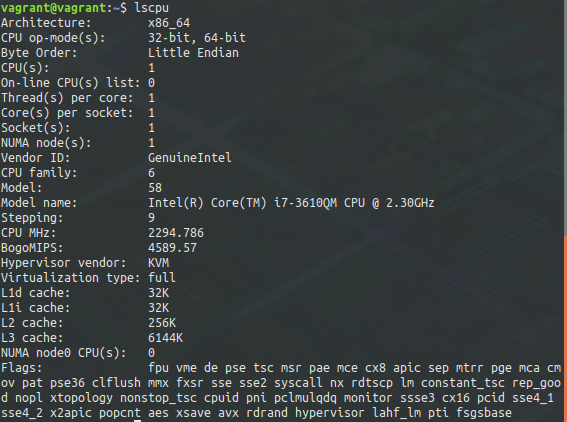 vagrant@vagrant:~$ lscpu
Architecture:        x86_64
CPU op-mode(s):      32-bit, 64-bit
Byte Order:          Little Endian
CPU(s):              1
On-line CPU(s) list: 0
Thread(s) per core:  1
Core(s) per socket:  1
Socket(s):           1
NUMA node(s):        1
Vendor ID:           GenuineIntel
CPU family:          6
Model:               58
Model name:          Intel(R) Core(TM) i7-3610QM CPU @ 2.30GHz
Stepping:            9
CPU MHz:             2294.786
BogoMIPS:            4589.57
Hypervisor vendor:   KVM
Virtualization type: full
L1d cache:           32K
L1i cache:           32K
L2 cache:            256K
L3 cache:            6144K
NUMA node0 CPU(s):   0
Flags:               fpu vme de pse tsc msr pae mce cx8 apic sep mtrr pge mca cm
ov pat pse36 clflush mmx fxsr sse sse2 syscall nx rdtscp lm constant_tsc rep_goo
d nopl xtopology nonstop_tsc cpuid pni pclmulqdq monitor ssse3 cx16 pcid sse4_1
sse4_2 x2apic popcnt aes xsave avx rdrand hypervisor lahf_lm pti fsgsbase